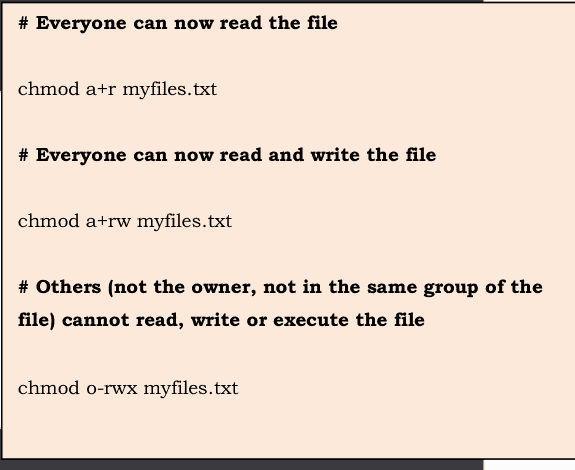 # Everyone can now read the file
chmod a+r myfiles.txt
# Everyone can now read and write the file
chmod a+rw myfiles.txt
# Others (not the owner, not in the same group of the
file) cannot read, write or execute the file
chmod o-rwx myfiles.txt